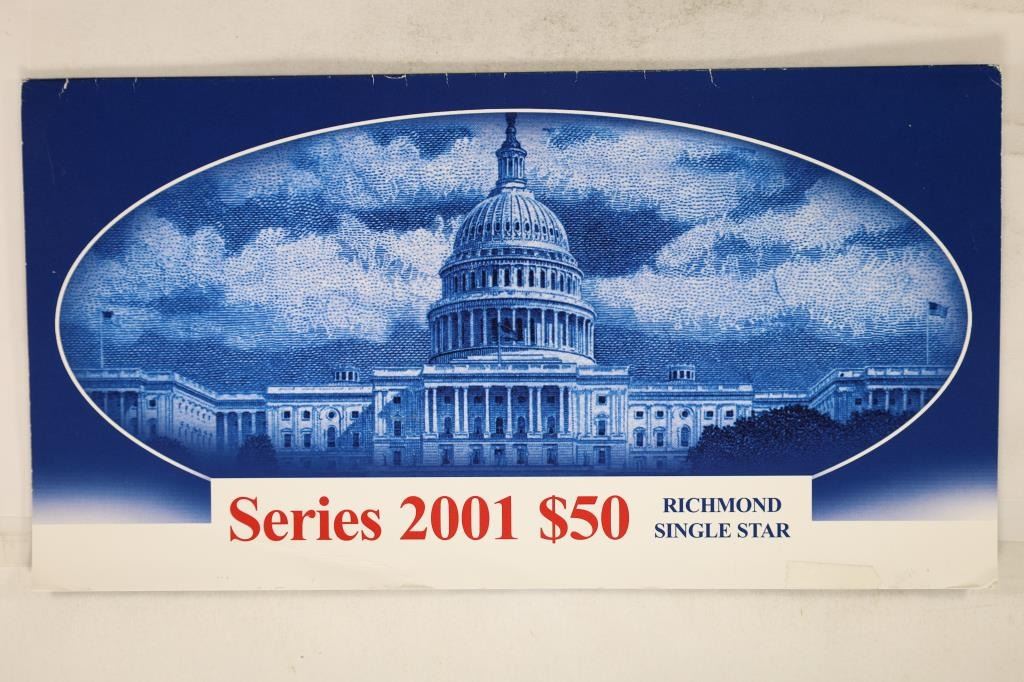 Series 2001 $50
RICHMOND
SINGLE STAR